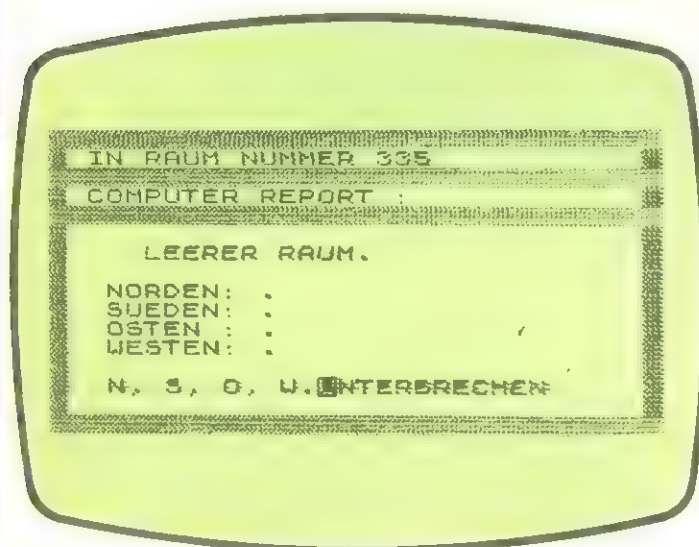 IN RAUM NUMMER 335
COMPUTER REPORT :
LEERER RAUM.
NORDEN: .
SUEDEN: .
OSTEN : .
WESTEN: .
N, S, O, W.UNTERBRECHEN